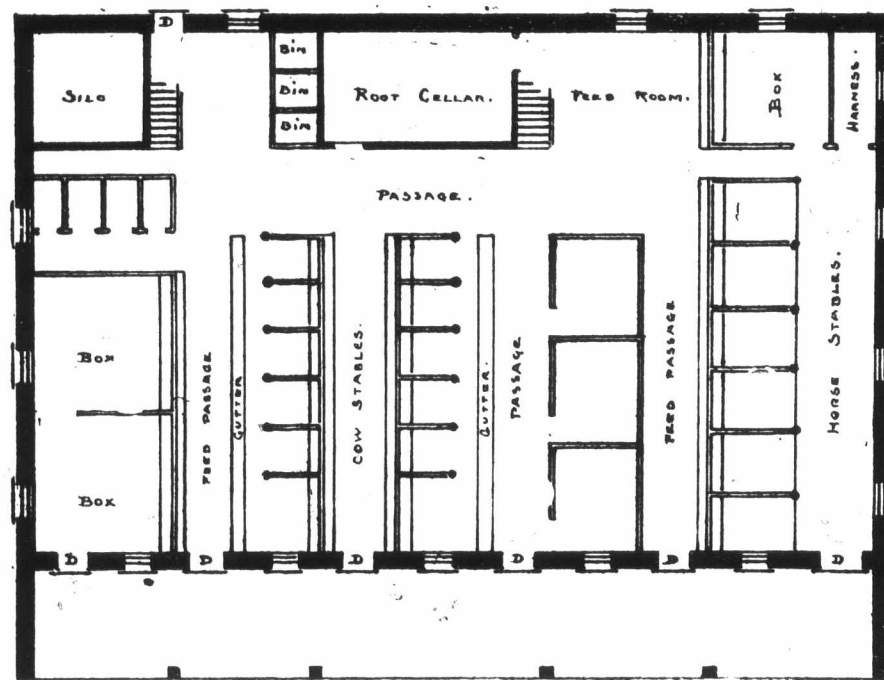 D
SILO
BIN
BIN
BIN
ROOT CELLAR.
FEED ROOM.
BOX
HARNESS.
PASSAGE.
BOX
BOX
FEED PASSAGE
GUTTER
COW STABLES.
GUTTER.
PASSAGE
FEED PASSAGE
HORSE STABLES.
D
D
D
D
D
D